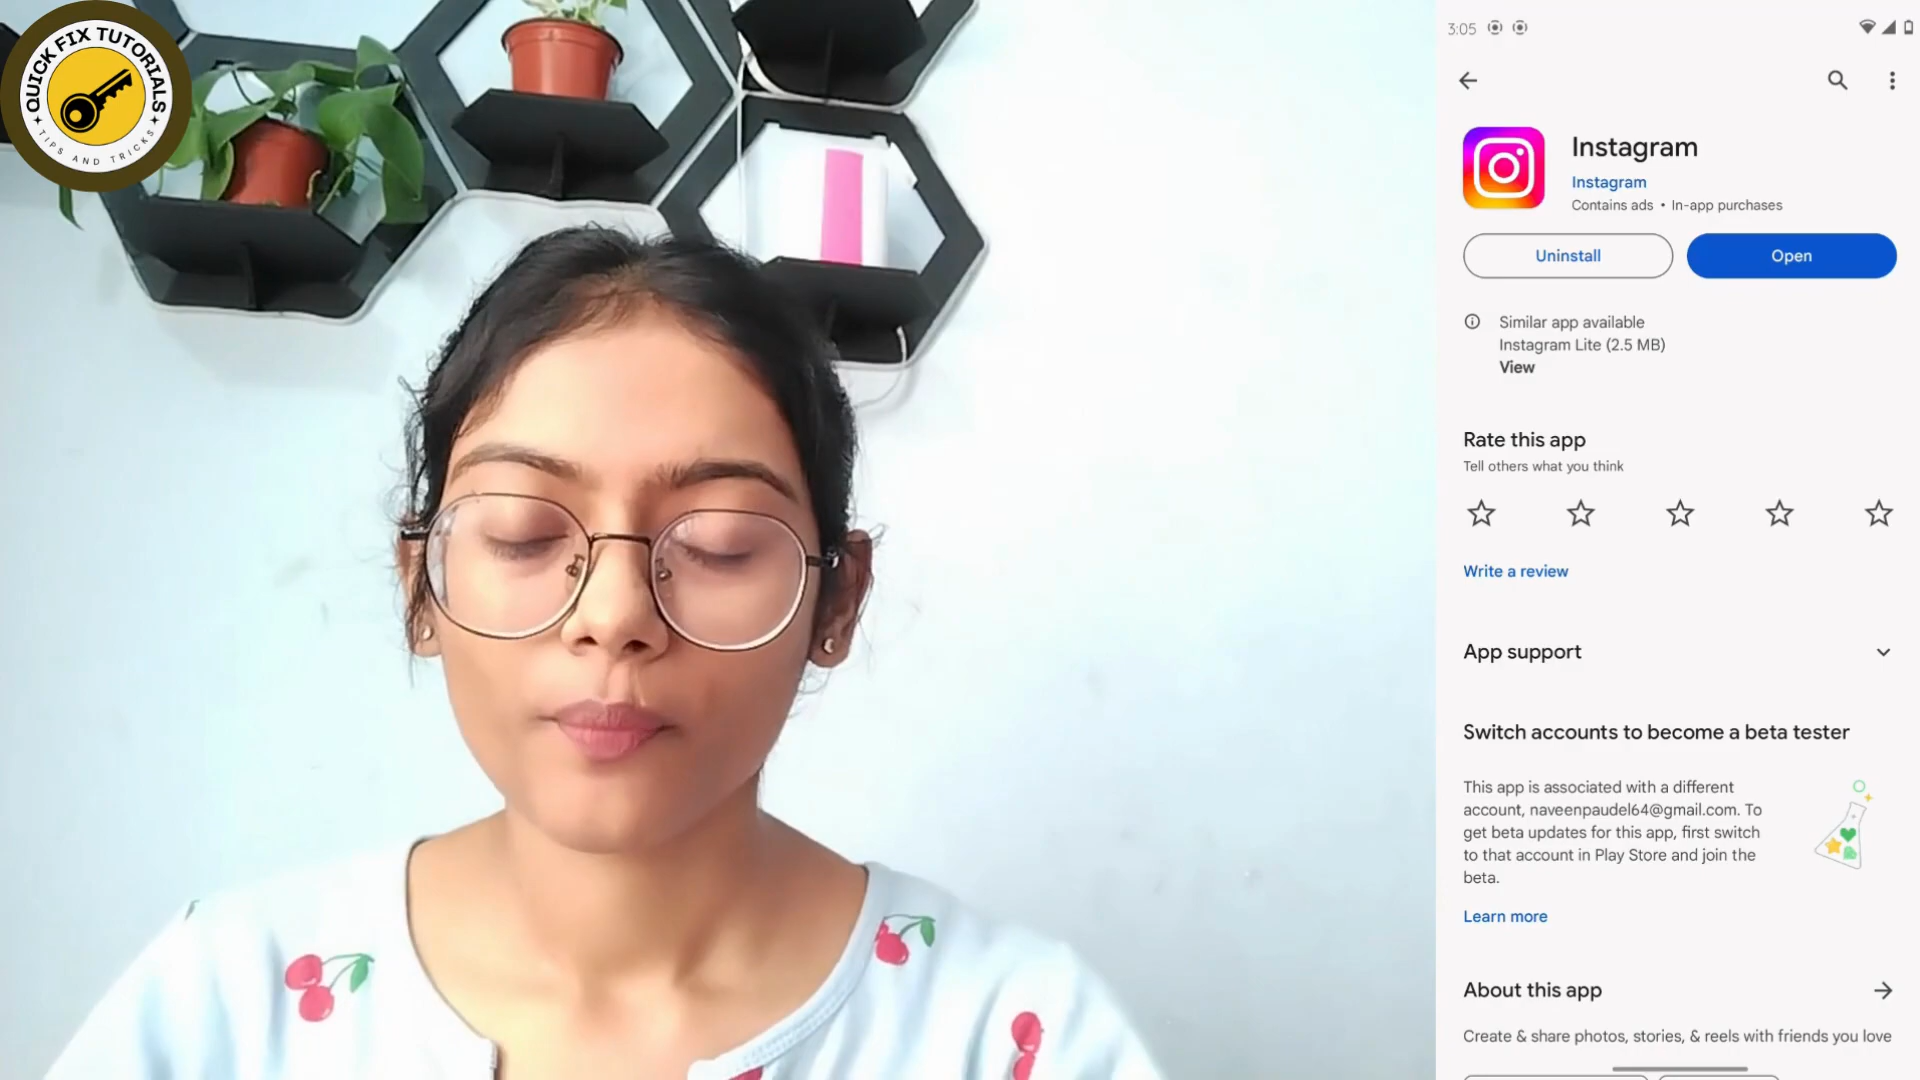 QUICK FIX TUTORIALS
TIPS AND TRICKS
3:05
Instagram
Instagram
Contains ads • In-app purchases
Uninstall
Open
Similar app available
Instagram Lite (2.5 MB)
View
Rate this app
Tell others what you think
Write a review
App support
Switch accounts to become a beta tester
This app is associated with a different
account, naveenpaudel64@gmail.com. To
get beta updates for this app, first switch
to that account in Play Store and join the
beta.
Learn more
About this app
Create & share photos, stories, & reels with friends you love